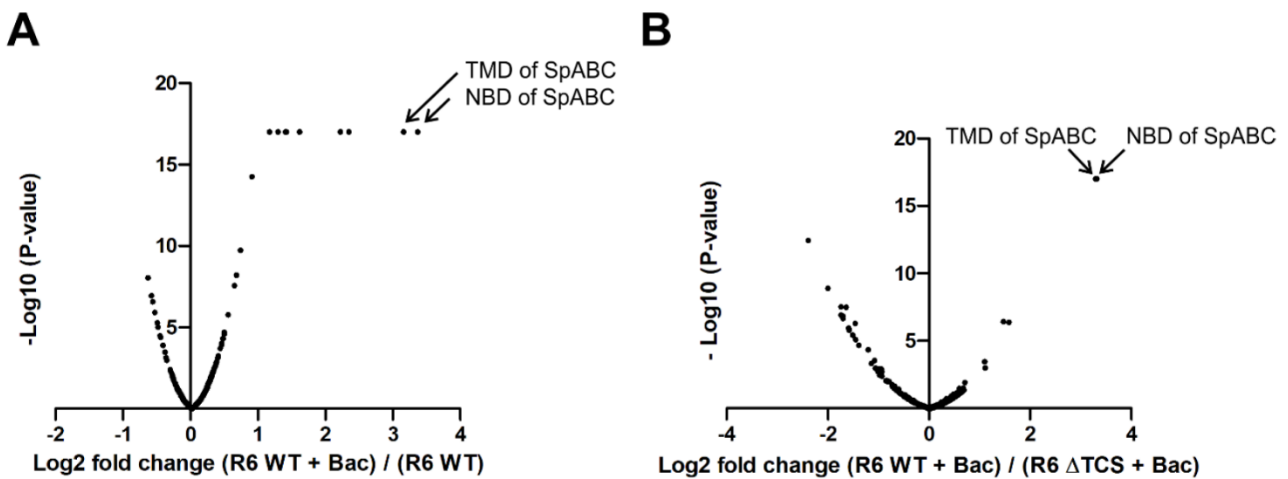 A
TMD of SpABC
NBD of SpABC
20
15
10
5
-Log10 (P-value)
-2 -1 0 1 2 3 4
Log2 fold change (R6 WT + Bac) / (R6 WT)
B
TMD of SpABC NBD of SpABC
20
15
10
5
- Log10 (P-value)
-4 -2 0 2 4
Log2 fold change (R6 WT + Bac) / (R6 ΔTCS + Bac)